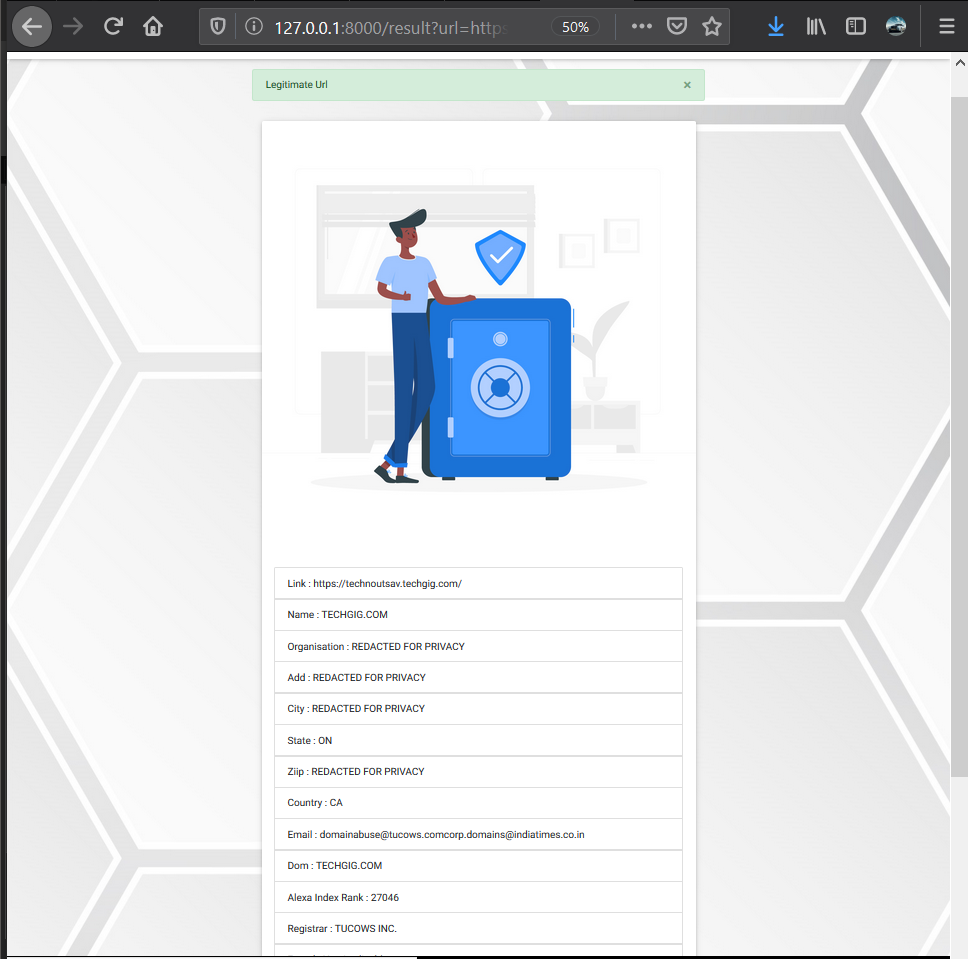 127.0.0.1:8000/result?url=https
50%
Legitimate Url
×
Link : https://technoutsav.techgig.com/
Name : TECHGIG.COM
Organisation : REDACTED FOR PRIVACY
Add : REDACTED FOR PRIVACY
City : REDACTED FOR PRIVACY
State : ON
Ziip : REDACTED FOR PRIVACY
Country : CA
Email : domainabuse@tucows.comcorp.domains@indiatimes.co.in
Dom : TECHGIG.COM
Alexa Index Rank : 27046
Registrar : TUCOWS INC.